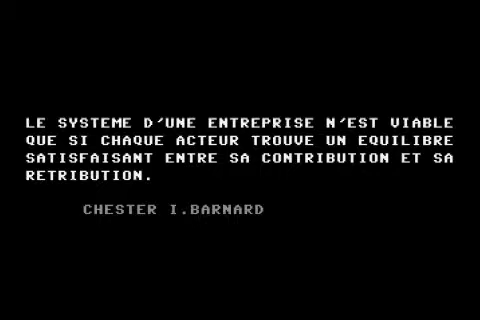 LE SYSTEME D'UNE ENTREPRISE N'EST VIABLE
QUE SI CHAQUE ACTEUR TROUVE UN EQUILIBRE
SATISFAISANT ENTRE SA CONTRIBUTION ET SA
RETRIBUTION.
CHESTER I.BARNARD